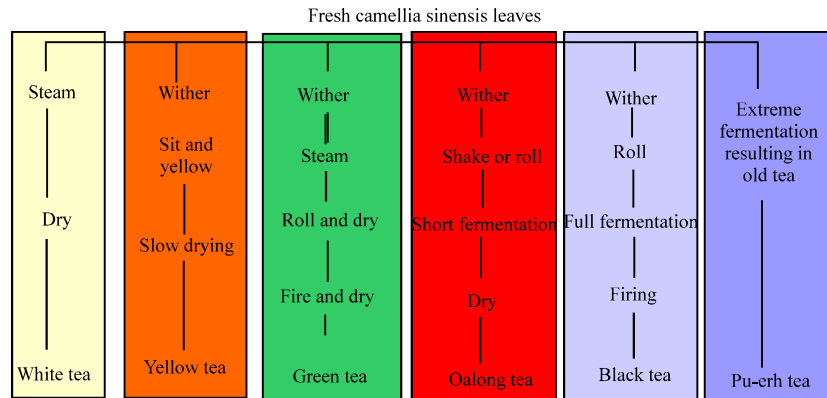 Fresh camellia sinensis leaves
Steam
Dry
White tea
Wither
Sit and
yellow
Slow drying
Yellow tea
Wither
Steam
Roll and dry
Fire and dry
Green tea
Wither
Shake or roll
Short fermentation
Dry
Oalong tea
Wither
Roll
Full fermentation
Firing
Black tea
Extreme
fermentation
resulting in
old tea
Pu-erh tea